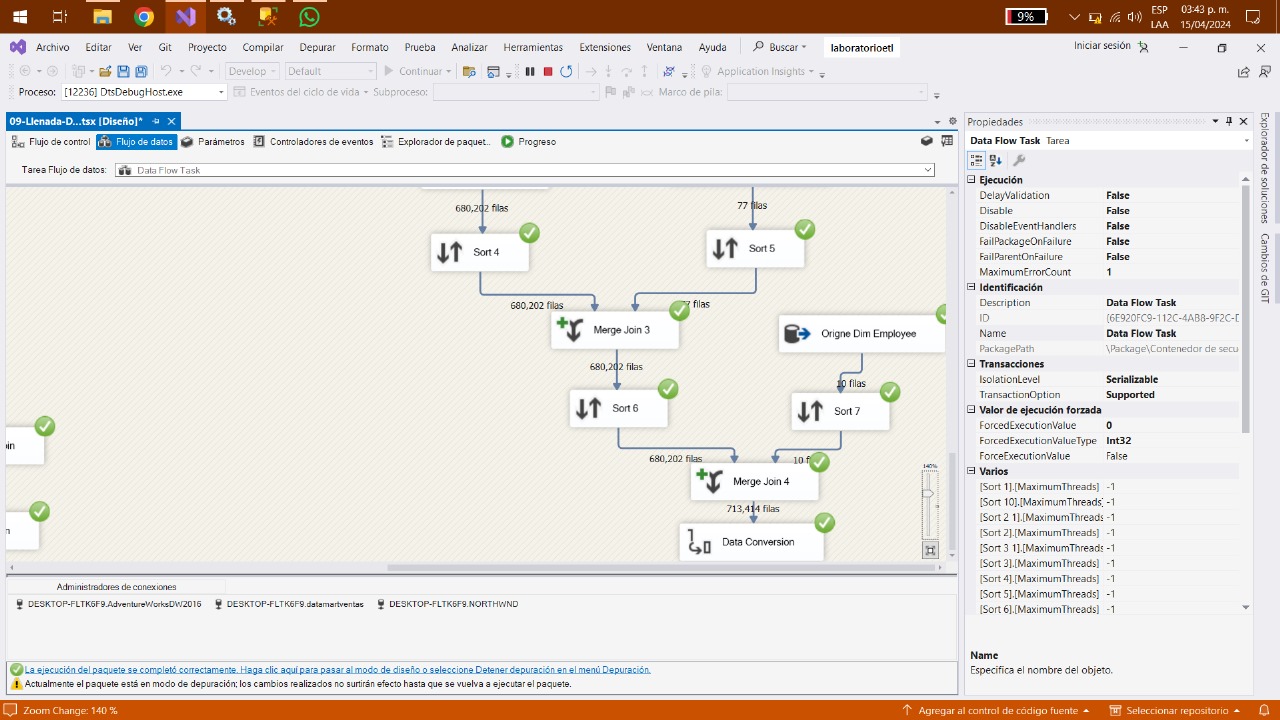 9%
ESP
LAA
03:43 p. m.
15/04/2024
Archivo Editar Ver Git Proyecto Compilar Depurar Formato Prueba Analizar Herramientas Extensiones Ventana Ayuda Buscar laboratorioetl Iniciar sesión
Develop Default Continuar Application Insights
Proceso: [12236] DtsDebugHost.exe Eventos del ciclo de vida Subproceso: Marco de pila:
09-Llenada-D...tsx [Diseño]*
Flujo de control Flujo de datos Parámetros Controladores de eventos Explorador de paquet... Progreso
Tarea Flujo de datos: Data Flow Task
680,202 filas
77 filas
Sort 4
Sort 5
680,202 filas
filas
Merge Join 3
Origne Dim Employee
680,202 filas
10 filas
Sort 6
Sort 7
680,202 filas
10
Merge Join 4
713,414 filas
Data Conversion
140%
Administradores de conexiones
DESKTOP-FLTK6F9.AdventureWorksDW2016 DESKTOP-FLTK6F9.datamartventas DESKTOP-FLTK6F9.NORTHWND
La ejecución del paquete se completó correctamente. Haga clic aquí para pasar al modo de diseño o seleccione Detener depuración en el menú Depuración.
Actualmente el paquete está en modo de depuración; los cambios realizados no surtirán efecto hasta que se vuelva a ejecutar el paquete.
Propiedades
Data Flow Task Tarea
Ejecución
DelayValidation False
Disable False
DisableEventHandlers False
FailPackageOnFailure False
FailParentOnFailure False
MaximumErrorCount 1
Identificación
Description Data Flow Task
ID {6E920FC9-112C-4AB8-9F2C-D
Name Data Flow Task
PackagePath \Package\Contenedor de secu
Transacciones
IsolationLevel Serializable
TransactionOption Supported
Valor de ejecución forzada
ForcedExecutionValue 0
ForcedExecutionValueType Int32
ForceExecutionValue False
Varios
[Sort 1].[MaximumThreads] -1
[Sort 10].[MaximumThreads] -1
[Sort 2 1].[MaximumThreads -1
[Sort 2].[MaximumThreads] -1
[Sort 3 1].[MaximumThreads -1
[Sort 3].[MaximumThreads] -1
[Sort 4].[MaximumThreads] -1
[Sort 5].[MaximumThreads] -1
[Sort 6].[MaximumThreads] -1
Name
Especifica el nombre del objeto.
Explorador de soluciones
Cambios de GIT
Zoom Change: 140 %
Agregar al control de código fuente
Seleccionar repositorio